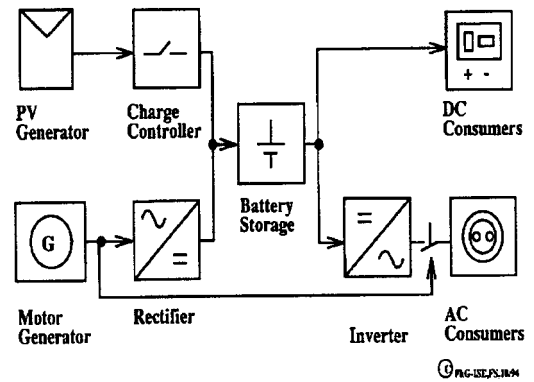 PV
Generator
Charge
Controller
+ -
DC
Consumers
Battery
Storage
G
Motor
Generator
Rectifier
Inverter
AC
Consumers